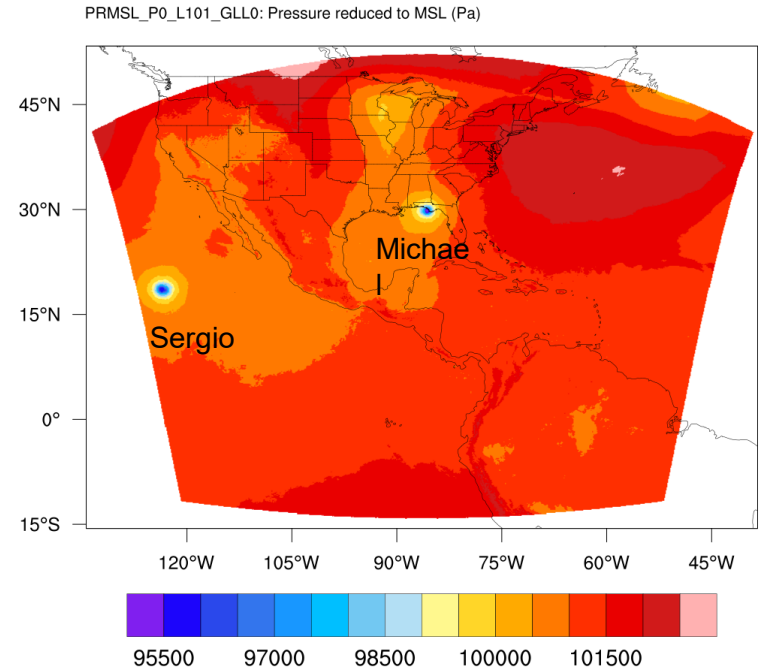 PRMSL_P0_L101_GLL0: Pressure reduced to MSL (Pa)
45°N
30°N
Michae
l
15°N
Sergio
0°
15°S
120°W 105°W 90°W 75°W 60°W 45°W
95500 97000 98500 100000 101500